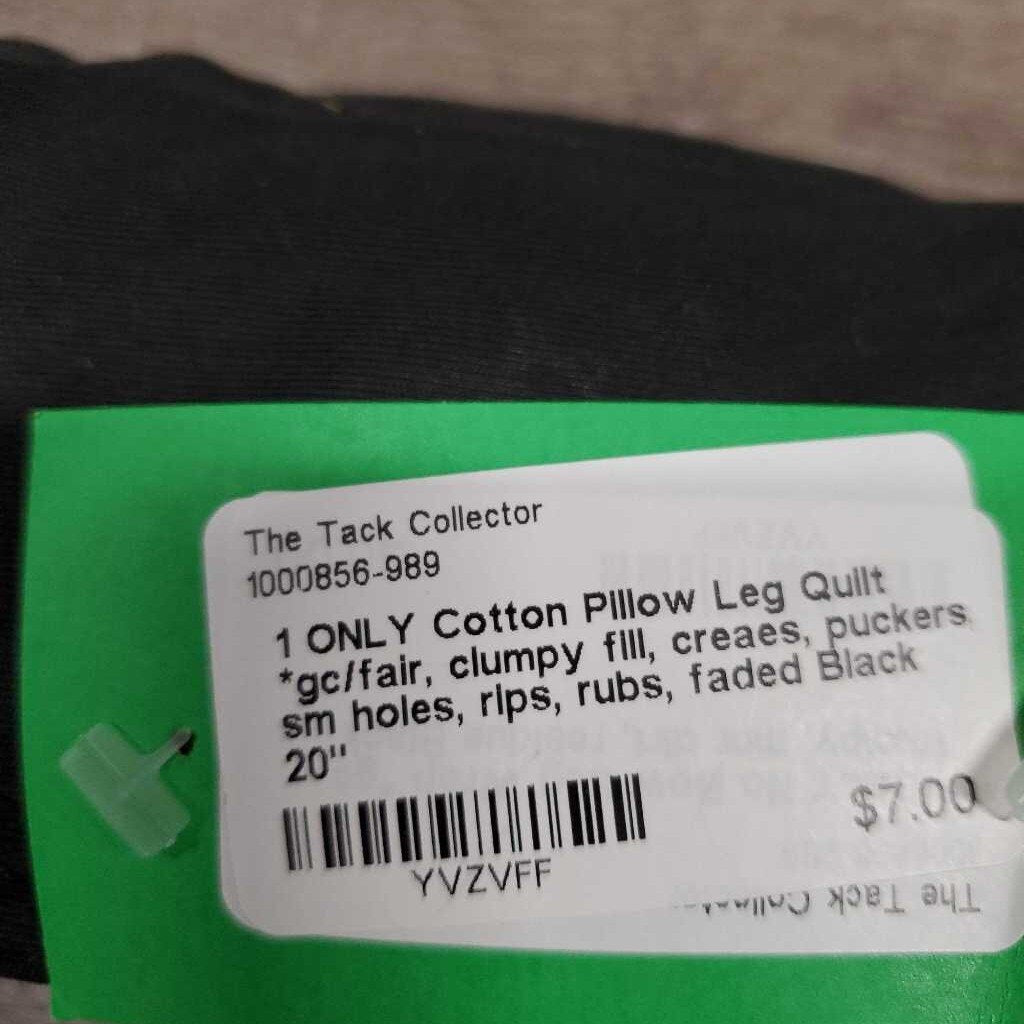 The Tack Collector
1000856-989
1 ONLY Cotton Pillow Leg Quilt
*gc/fair, clumpy fill, creaes, puckers
sm holes, rips, rubs, faded Black
20"
$7.00
YVZVFF
The Tack